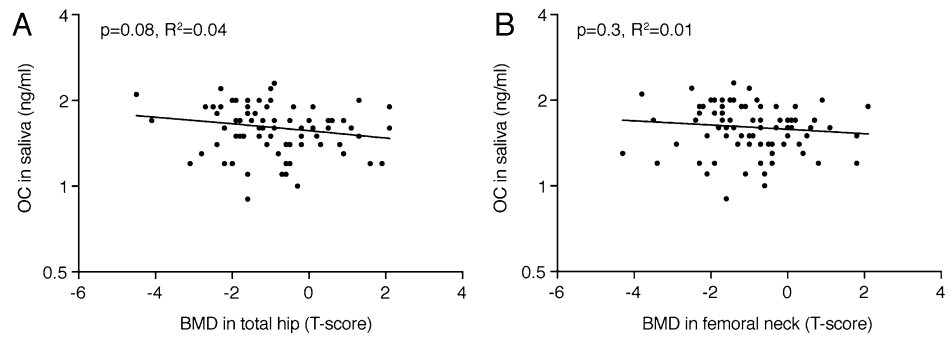 A
p=0.08, R²=0.04
OC in saliva (ng/ml)
4
2
1
0.5
-6 -4 -2 0 2 4
BMD in total hip (T-score)
B
p=0.3, R²=0.01
OC in saliva (ng/ml)
4
2
1
0.5
-6 -4 -2 0 2 4
BMD in femoral neck (T-score)